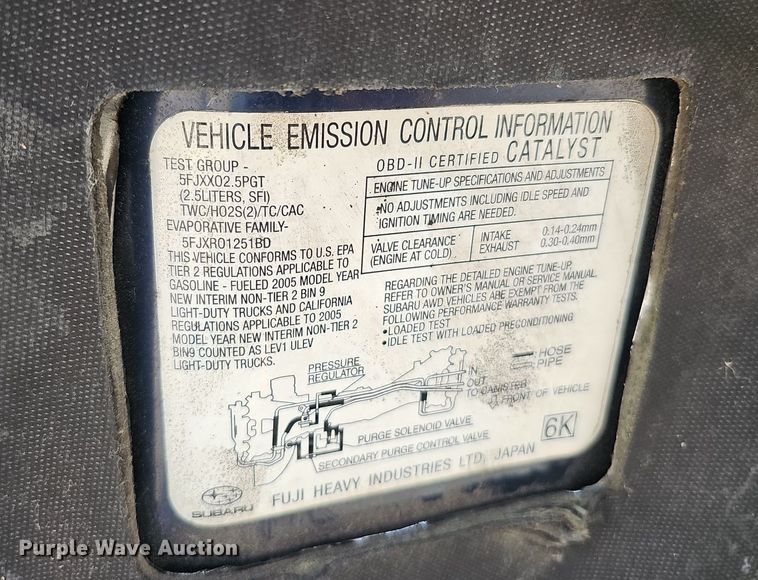 VEHICLE EMISSION CONTROL INFORMATION
TEST GROUP -
5FJXX02.5PGT
(2.5LITERS, SFI)
TWC/HO2S(2)/TC/CAC
EVAPORATIVE FAMILY-
5FJXR01251BD
THIS VEHICLE CONFORMS TO U.S. EPA
TIER 2 REGULATIONS APPLICABLE TO
GASOLINE - FUELED 2005 MODEL YEAR
NEW INTERIM NON-TIER 2 BIN 9
LIGHT-DUTY TRUCKS AND CALIFORNIA
REGULATIONS APPLICABLE TO 2005
MODEL YEAR NEW INTERIM NON-TIER 2
BIN9 COUNTED AS LEV1 ULEV
LIGHT-DUTY TRUCKS.
OBD-II CERTIFIED CATALYST
ENGINE TUNE-UP SPECIFICATIONS AND ADJUSTMENTS
NO ADJUSTMENTS INCLUDING IDLE SPEED AND
IGNITION TIMING ARE NEEDED.
VALVE CLEARANCE
(ENGINE AT COLD)
INTAKE 0.14-0.24mm
EXHAUST 0.30-0.40mm
REGARDING THE DETAILED ENGINE TUNE-UP,
REFER TO OWNER'S MANUAL OR SERVICE MANUAL.
SUBARU AWD VEHICLES ARE EXEMPT FROM THE
FOLLOWING PERFORMANCE WARRANTY TESTS.
• LOADED TEST
• IDLE TEST WITH LOADED PRECONDITIONING
PRESSURE
REGULATOR
IN
OUT
TO CANISTER
: HOSE
: PIPE
FRONT OF VEHICLE
PURGE SOLENOID VALVE
SECONDARY PURGE CONTROL VALVE
6K
SUBARU
FUJI HEAVY INDUSTRIES LTD, JAPAN
Purple Wave Auction